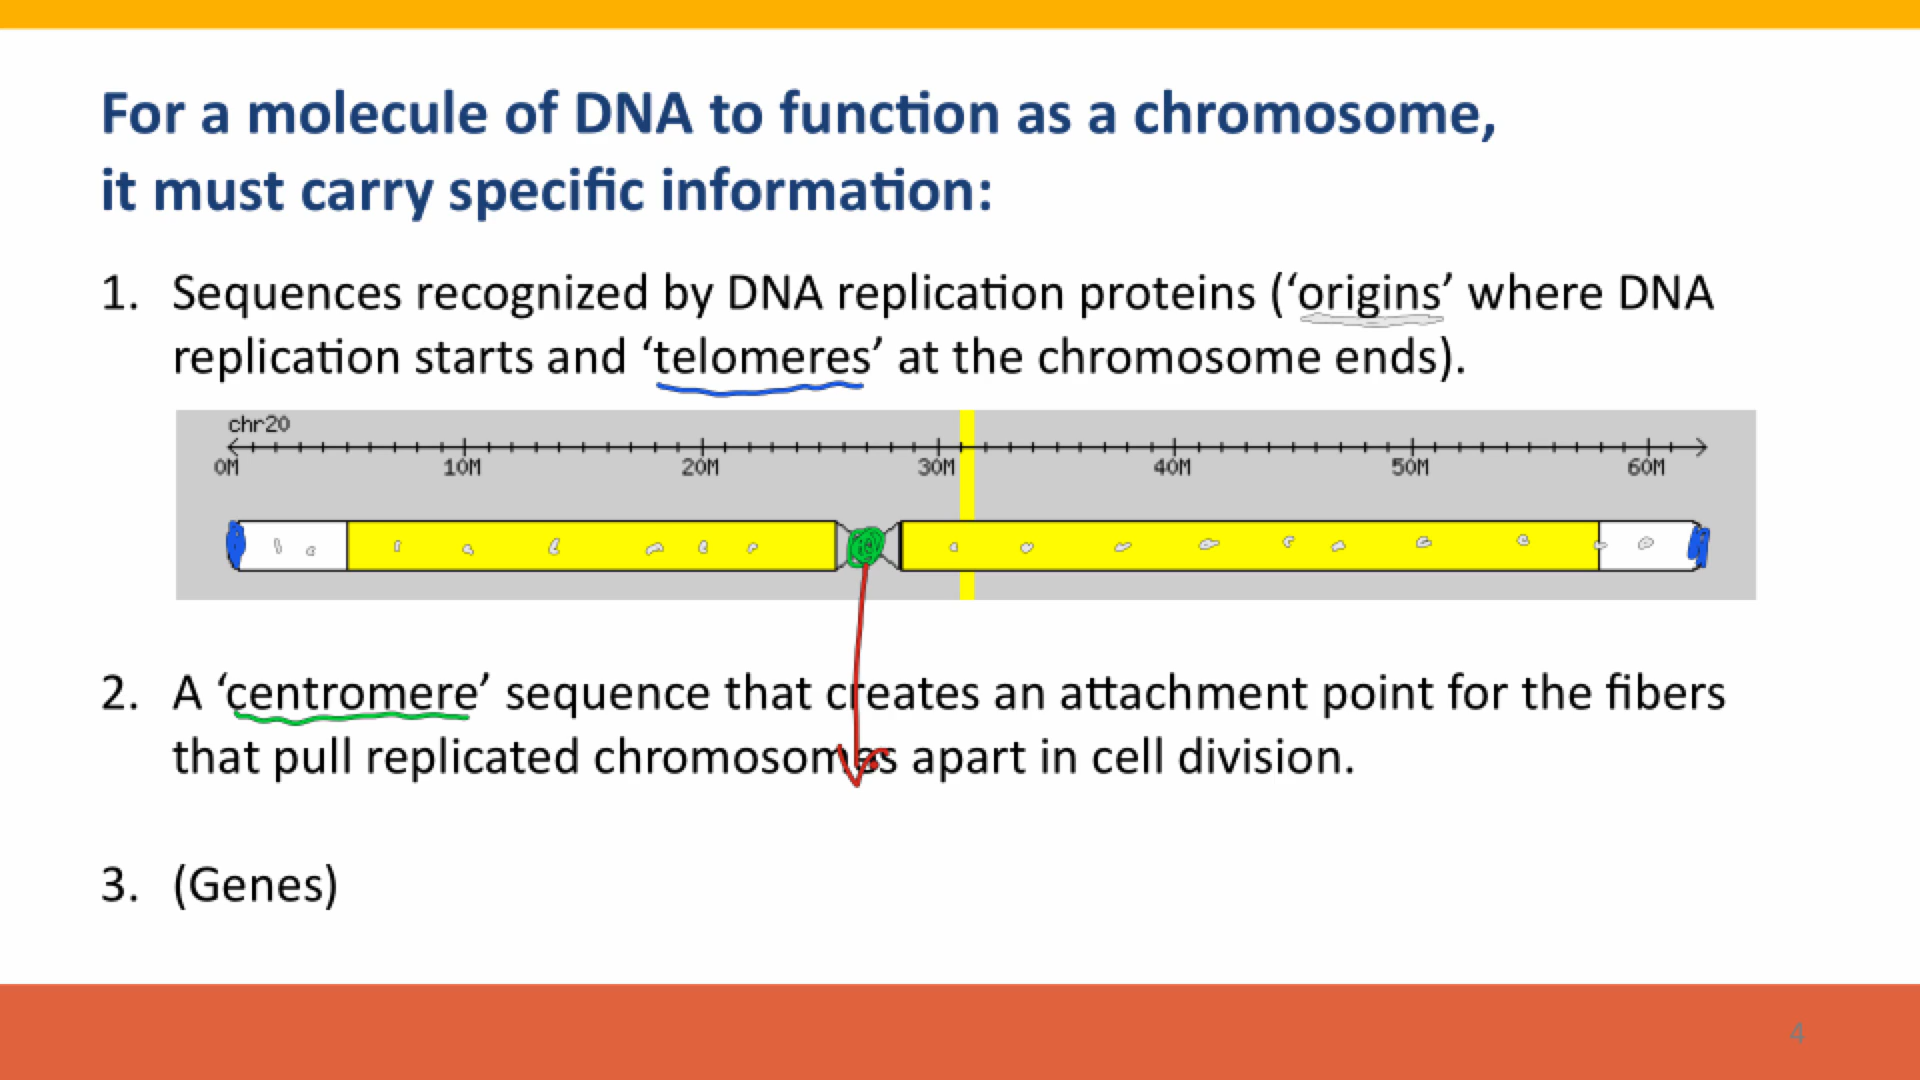 For a molecule of DNA to function as a chromosome,
it must carry specific information:
1. Sequences recognized by DNA replication proteins (‘origins’ where DNA
replication starts and ‘telomeres’ at the chromosome ends).
chr20
0M 10M 20M 30M 40M 50M 60M
2. A ‘centromere’ sequence that creates an attachment point for the fibers
that pull replicated chromosomes apart in cell division.
3. (Genes)
4